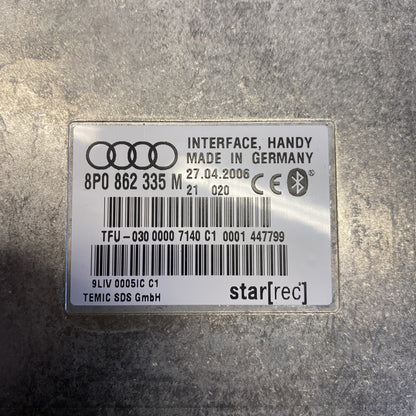 INTERFACE, HANDY
MADE IN GERMANY
8P0 862 335 M
27.04.2006
21 020
CE
TFU-030 0000 7140 C1 0001 447799
9LIV 0005IC C1
TEMIC SDS GmbH
star[rec]